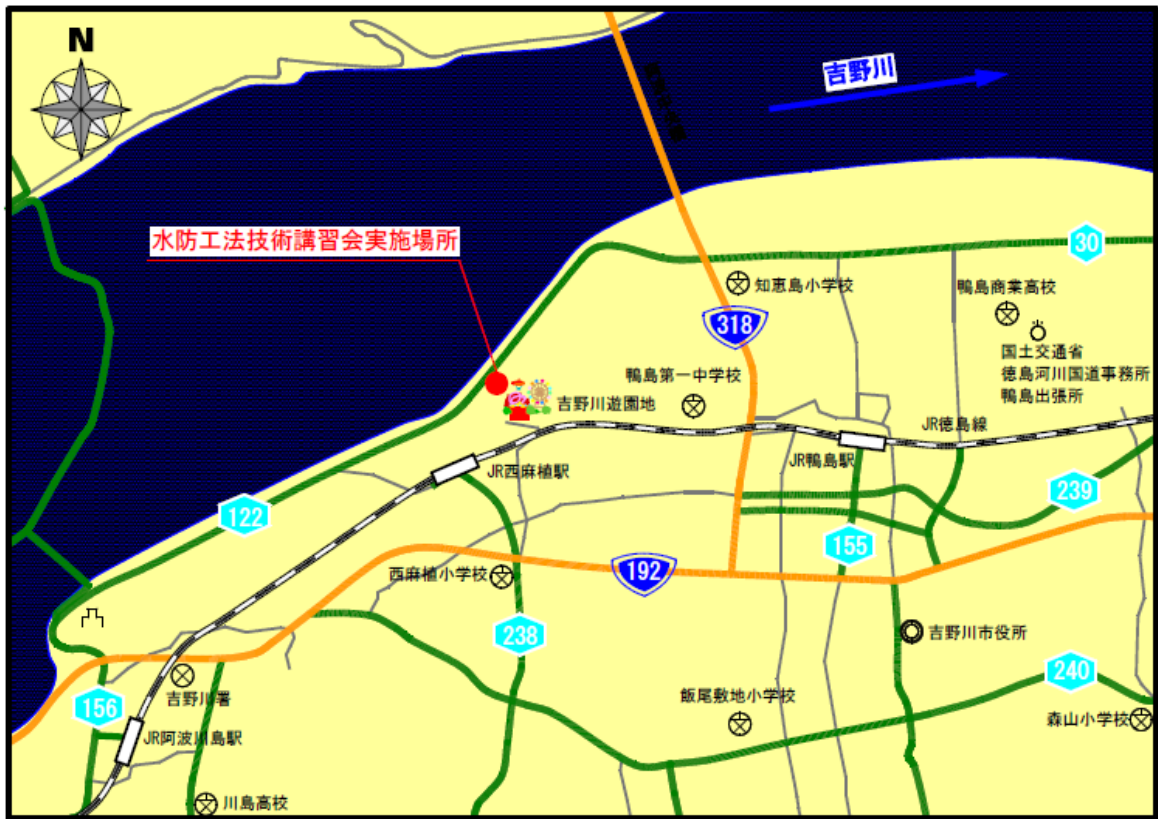 N
吉野川
水防工法技術講習会実施場所
30
知恵島小学校
鴨島商業高校
318
国土交通省
徳島河川国道事務所
鴨島出張所
鴨島第一中学校
吉野川遊園地
JR徳島線
JR鴨島駅
JR西麻植駅
239
122
155
192
西麻植小学校
238
吉野川市役所
240
吉野川署
飯尾敷地小学校
156
森山小学校
JR阿波川島駅
川島高校